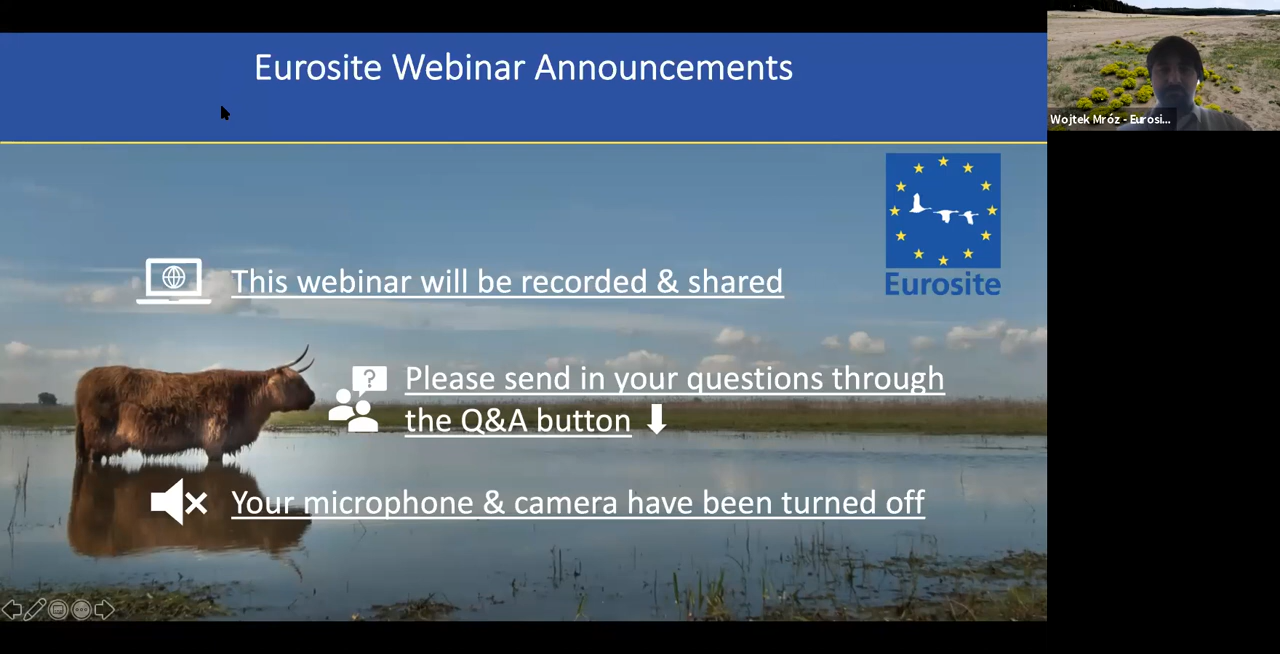 Eurosite Webinar Announcements
Wojtek Mróz - Eurosi...
Eurosite
This webinar will be recorded & shared
?
Please send in your questions through
the Q&A button
Your microphone & camera have been turned off